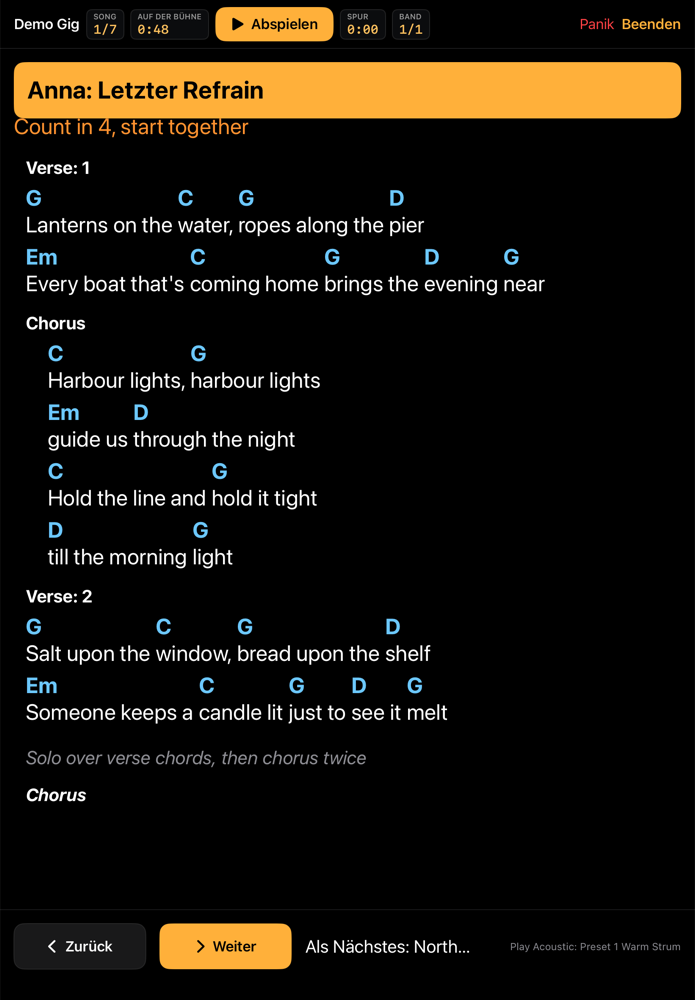 Demo Gig SONG 1/7 AUF DER BÜHNE 0:48 Abspielen SPUR 0:00 BAND 1/1 Panik Beenden
Anna: Letzter Refrain
Count in 4, start together
Verse: 1
G C G D
Lanterns on the water, ropes along the pier
Em C G D G
Every boat that's coming home brings the evening near
Chorus
C G
Harbour lights, harbour lights
Em D
guide us through the night
C G
Hold the line and hold it tight
D G
till the morning light
Verse: 2
G C G D
Salt upon the window, bread upon the shelf
Em C G D G
Someone keeps a candle lit just to see it melt
Solo over verse chords, then chorus twice
Chorus
Zurück Weiter Als Nächstes: North... Play Acoustic: Preset 1 Warm Strum